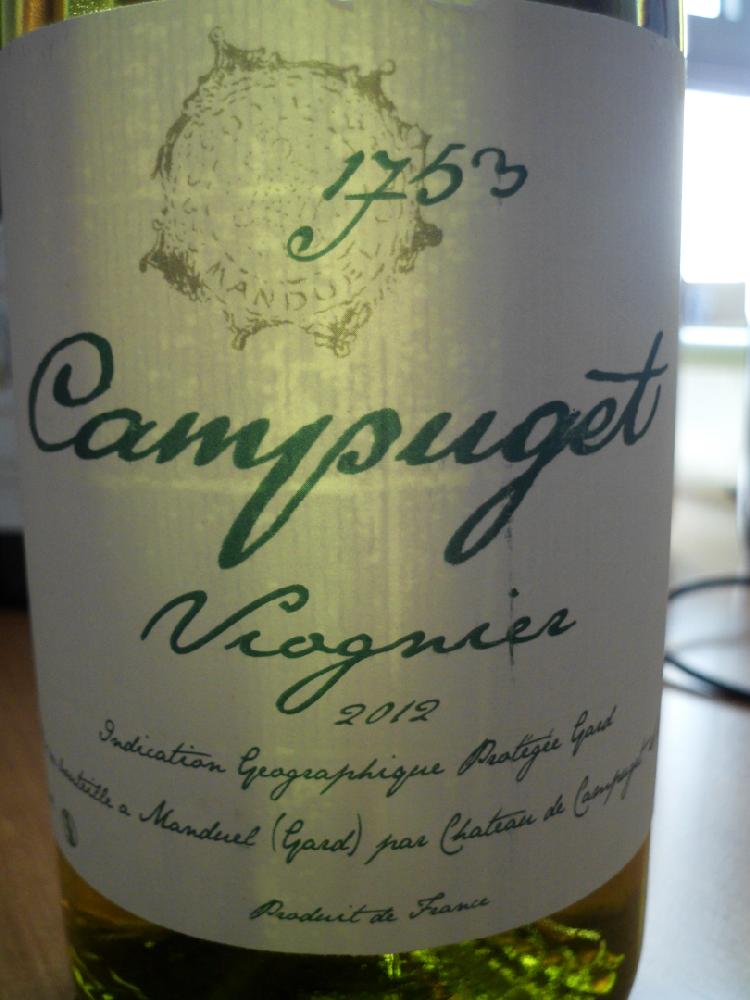 1753
Campuget
Viognier
2012
Indication Geographique Protégée Gard
bouteille a Manduel (Gard) par Chateau de Campuget
Produit de France